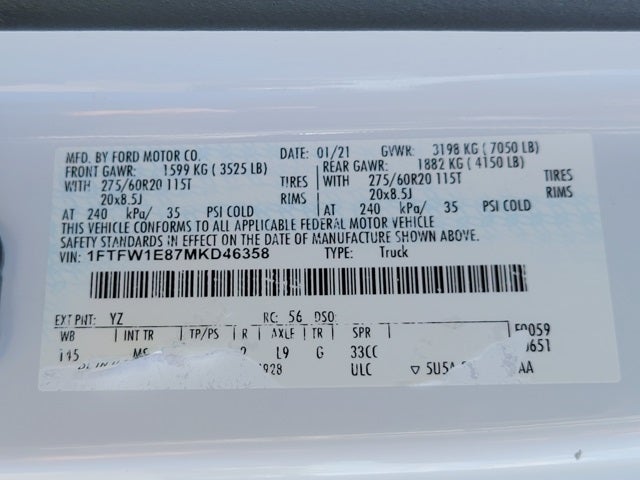 MFD. BY FORD MOTOR CO. DATE: 01/21 GVWR: 3198 KG ( 7050 LB)
FRONT GAWR: 1599 KG ( 3525 LB) REAR GAWR: 1882 KG ( 4150 LB)
WITH 275/60R20 115T TIRES WITH 275/60R20 115T TIRES
20x8.5J RIMS 20x8.5J RIMS
AT 240 kPa/ 35 PSI COLD AT 240 kPa/ 35 PSI COLD
THIS VEHICLE CONFORMS TO ALL APPLICABLE FEDERAL MOTOR VEHICLE
SAFETY STANDARDS IN EFFECT ON THE DATE OF MANUFACTURE SHOWN ABOVE.
VIN: 1FTFW1E87MKD46358 TYPE: Truck
EXT PNT: YZ RC: 56 DSO:
WB INT TR TP/PS R AXLE TR SPR
145 L9 G 33CC
ULC ▽ SU5A AA